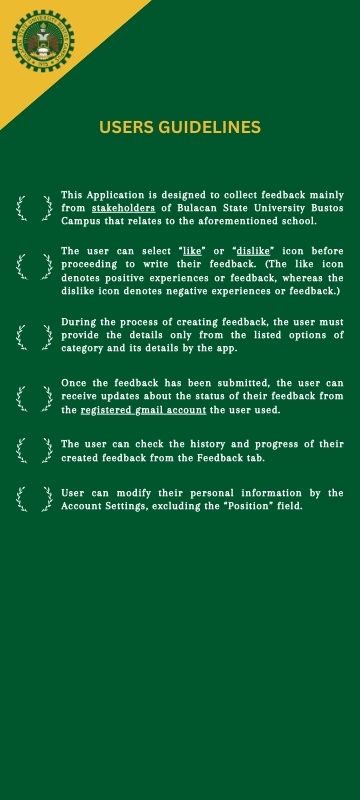 USERS GUIDELINES
This Application is designed to collect feedback mainly
from stakeholders of Bulacan State University Bustos
Campus that relates to the aforementioned school.
The user can select “like” or “dislike” icon before
proceeding to write their feedback. (The like icon
denotes positive experiences or feedback, whereas the
dislike icon denotes negative experiences or feedback.)
During the process of creating feedback, the user must
provide the details only from the listed options of
category and its details by the app.
Once the feedback has been submitted, the user can
receive updates about the status of their feedback from
the registered gmail account the user used.
The user can check the history and progress of their
created feedback from the Feedback tab.
User can modify their personal information by the
Account Settings, excluding the “Position” field.